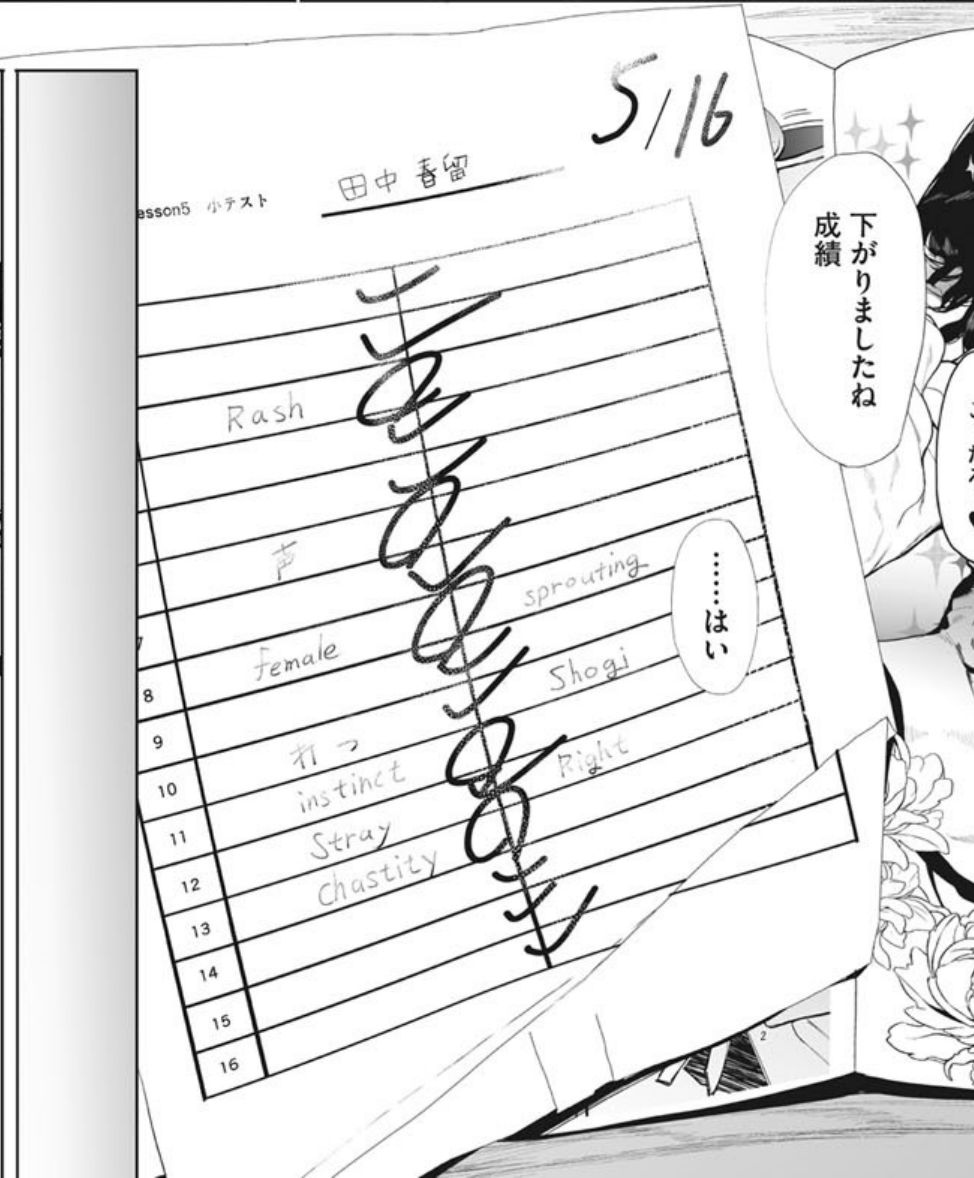 5/16
田中 春留
esson5 小テスト
Rash
声
sprouting
female
Shogi
打つ
Right
instinct
Stray
Chastity
8
9
10
11
12
13
14
15
16
下がりましたね
成績
……はい
2